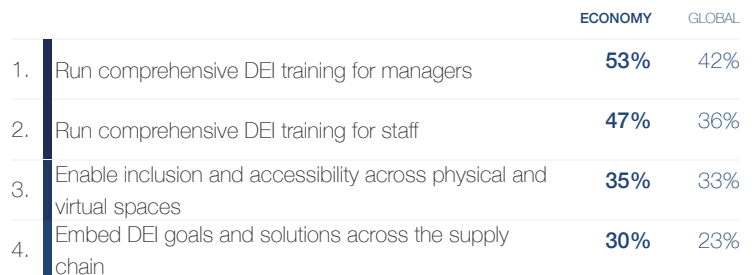 ECONOMY GLOBAL
1. Run comprehensive DEI training for managers 53% 42%
2. Run comprehensive DEI training for staff 47% 36%
3. Enable inclusion and accessibility across physical and virtual spaces 35% 33%
4. Embed DEI goals and solutions across the supply chain 30% 23%